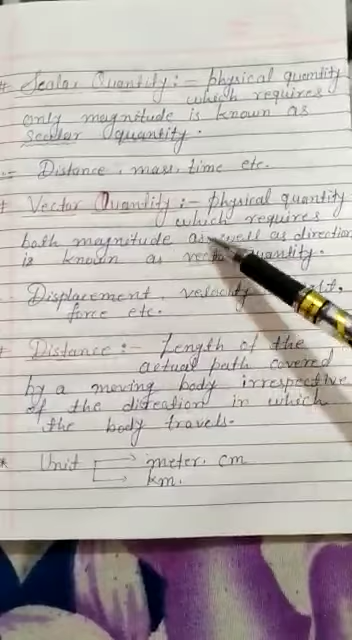 # Scalar Quantity:- physical quantity
which requires
only magnitude is known as
scalar quantity.
:- Distance, mass, time etc.
Vector Quantity:- physical quantity
which requires
both magnitude as well as direction
is known as vector quantity.
Displacement, velocity
force etc.
Distance:- Length of the
actual path covered
by a moving body irrespective
of the direction in which
the body travels.
* Unit → meter, cm
→ km.